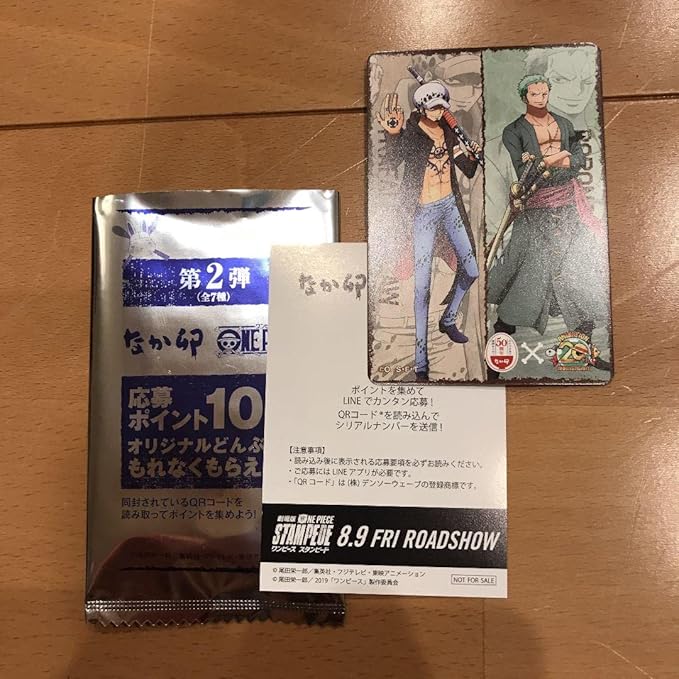 第2弾
(全7種)
なか卯 ONE PIE
応募
ポイント10
オリジナルどんぶ
もれなくもらえ
同封されているQRコードを
読み取ってポイントを集めよう!
なか卯
ポイントを集めて
LINEでカンタン応募!
QRコード*を読み込んで
シリアルナンバーを送信!
【注意事項】
・読み込み後に表示される応募要項を必ずお読みください。
・ご応募にはLINEアプリが必要です。
・「QRコード」は(株)デンソーウェーブの登録商標です。
劇場版 ONE PIECE
STAMPEDE
ワンピース スタンピード
8.9 FRI ROADSHOW
© 尾田栄一郎/集英社・フジテレビ・東映アニメーション
© 尾田栄一郎/2019「ワンピース」製作委員会
NOT FOR SALE
50
なか卯
20